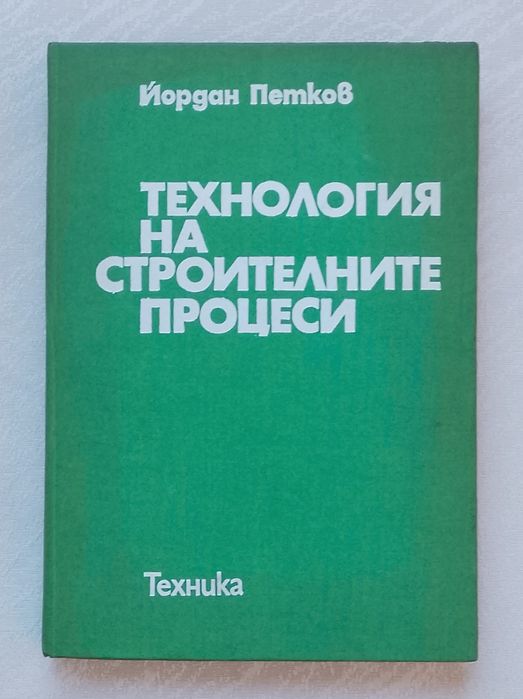 Йордан Петков
ТЕХНОЛОГИЯ
НА
СТРОИТЕЛНИТЕ
ПРОЦЕСИ
Техника